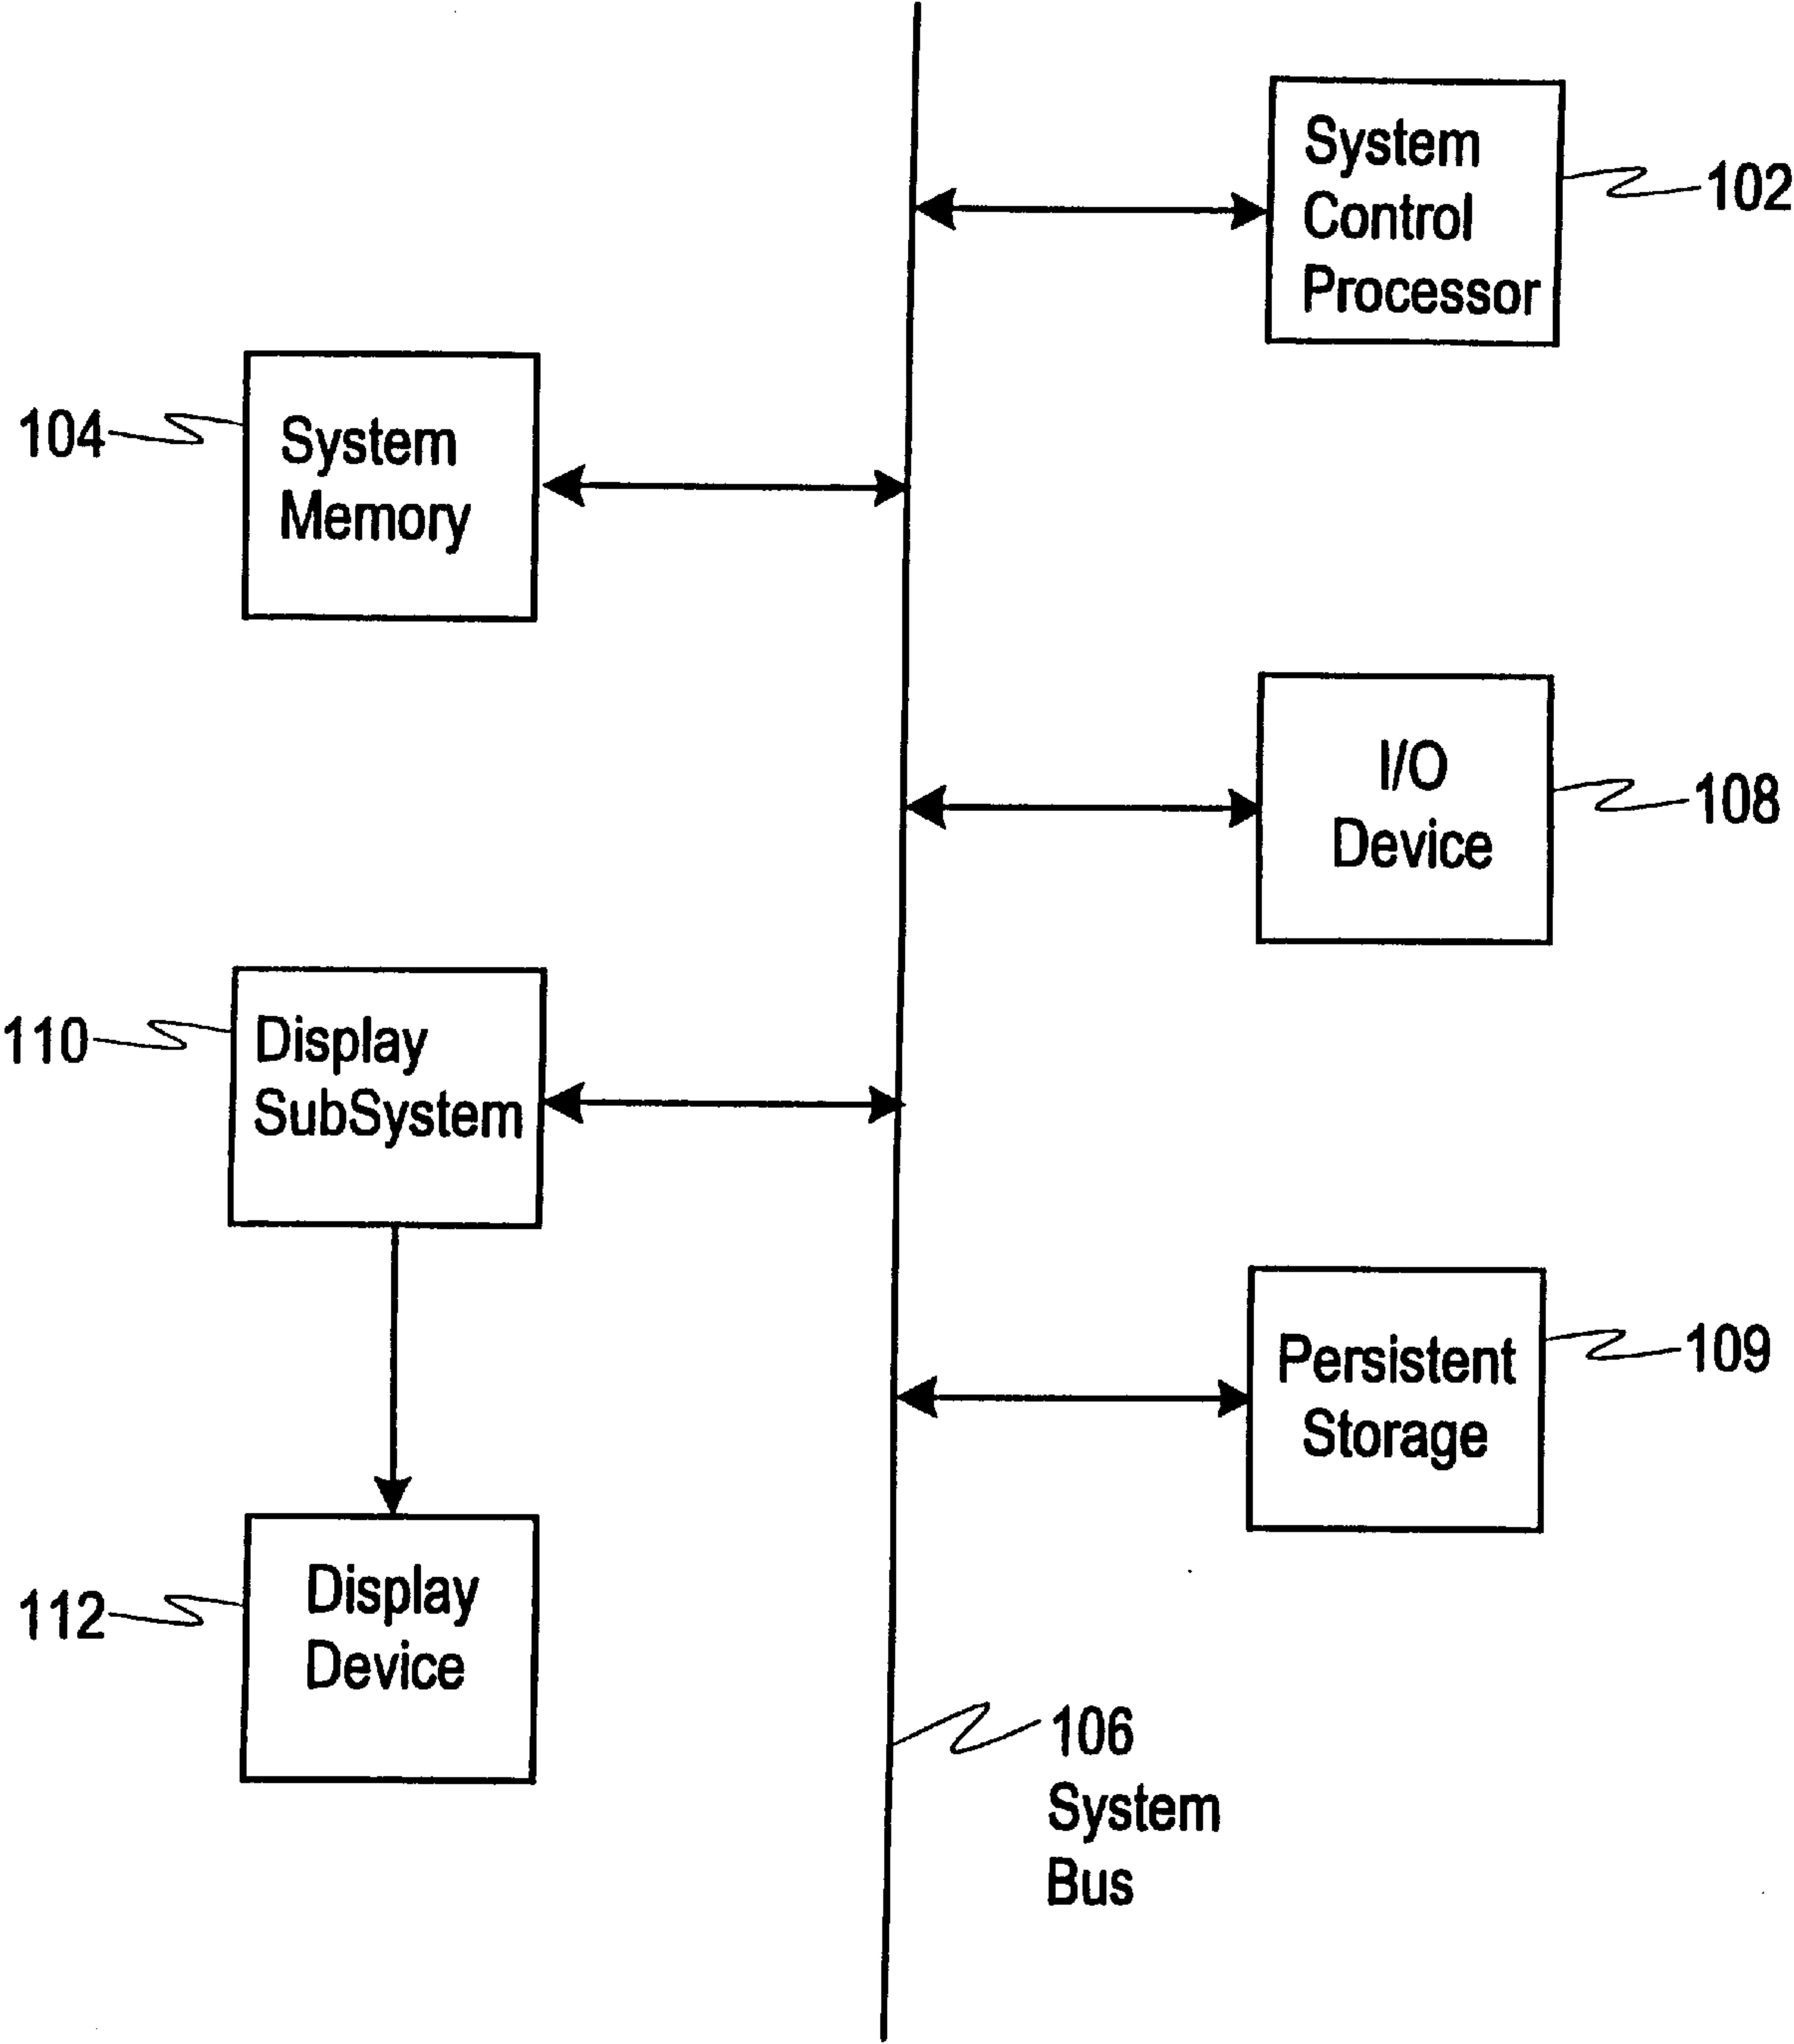 System
Control
Processor
102
104
System
Memory
I/O
Device
108
110
Display
SubSystem
Persistent
Storage
109
112
Display
Device
106
System
Bus